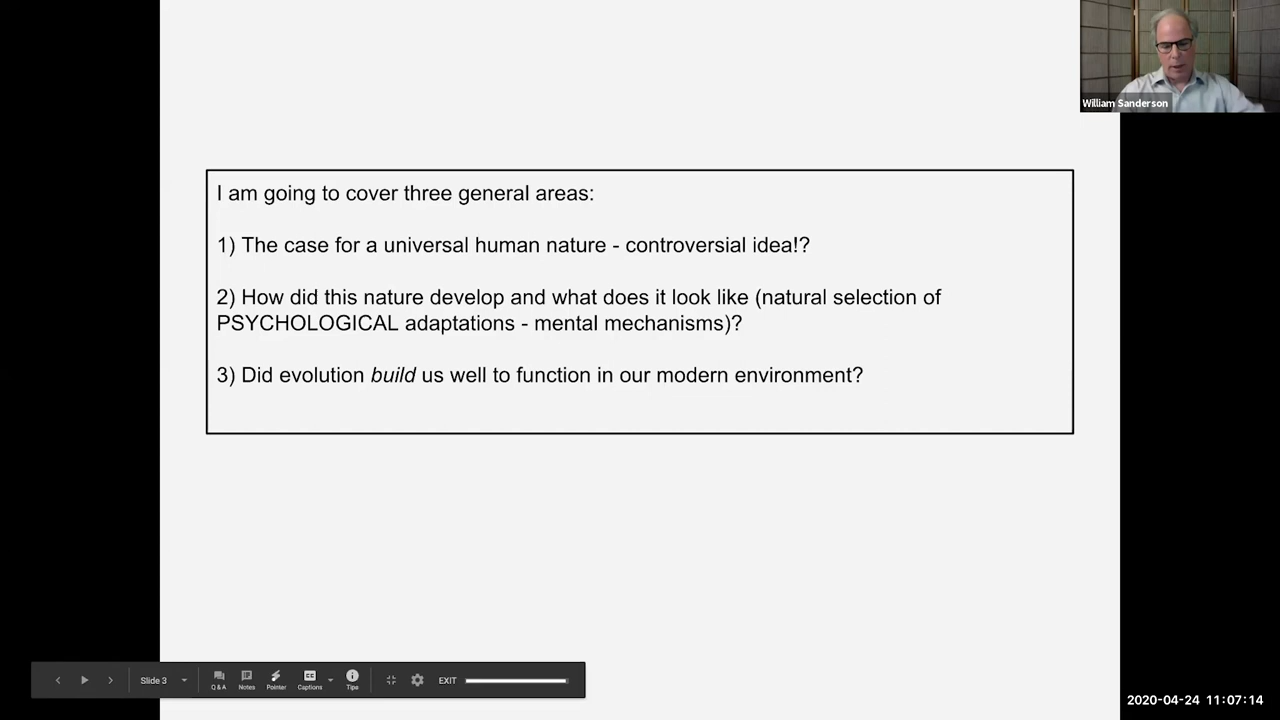 William Sanderson
I am going to cover three general areas:
1) The case for a universal human nature - controversial idea!?
2) How did this nature develop and what does it look like (natural selection of
PSYCHOLOGICAL adaptations - mental mechanisms)?
3) Did evolution build us well to function in our modern environment?
Slide 3
Q & A
Notes
Pointer
Captions
Tips
EXIT
2020-04-24 11:07:14